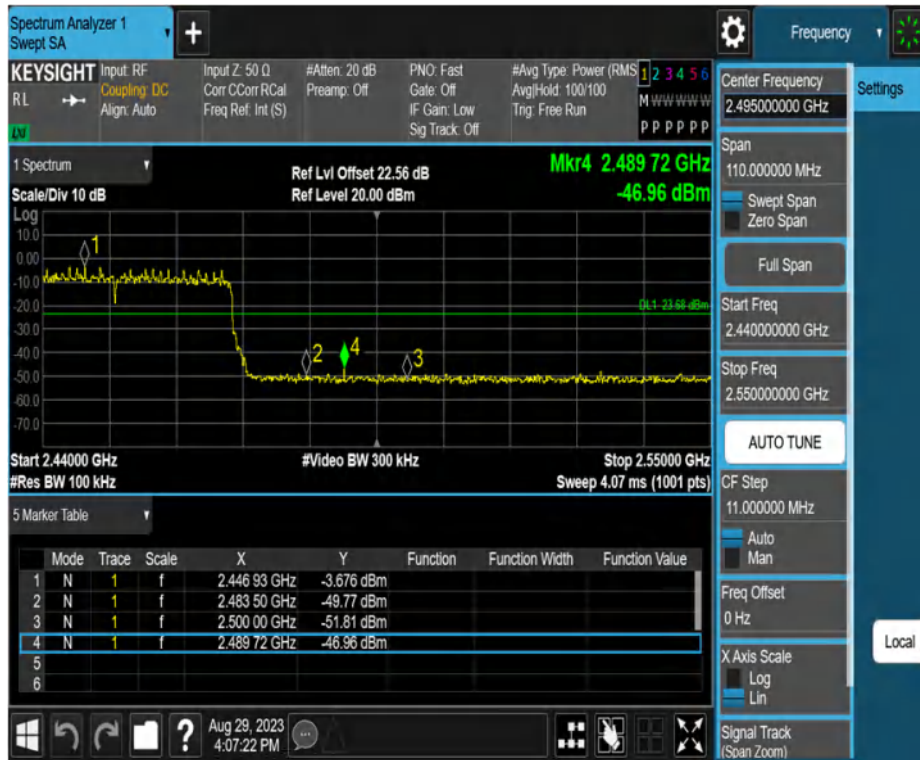 Spectrum Analyzer 1
Swept SA
Frequency
KEYSIGHT
RL
LXI
Input: RF
Coupling: DC
Align: Auto
Input Z: 50 Ω
Corr CCorr RCal
Freq Ref: Int (S)
#Atten: 20 dB
Preamp: Off
PNO: Fast
Gate: Off
IF Gain: Low
Sig Track: Off
#Avg Type: Power (RMS
Avg|Hold: 100/100
Trig: Free Run
1 2 3 4 5 6
M W W W W W
P P P P P P
1 Spectrum
Scale/Div 10 dB
Ref Lvl Offset 22.56 dB
Ref Level 20.00 dBm
Mkr4 2.489 72 GHz
-46.96 dBm
Log
10.0
0.00
-10.0
-20.0
-30.0
-40.0
-50.0
-60.0
-70.0
1
2
4
3
DL1 -23.68 dBm
Start 2.44000 GHz
#Res BW 100 kHz
#Video BW 300 kHz
Stop 2.55000 GHz
Sweep 4.07 ms (1001 pts)
5 Marker Table
Mode Trace Scale X Y Function Function Width Function Value
1 N 1 f 2.446 93 GHz -3.676 dBm
2 N 1 f 2.483 50 GHz -49.77 dBm
3 N 1 f 2.500 00 GHz -51.81 dBm
4 N 1 f 2.489 72 GHz -46.96 dBm
5
6
Aug 29, 2023
4:07:22 PM
Center Frequency
2.495000000 GHz
Span
110.000000 MHz
Swept Span
Zero Span
Full Span
Start Freq
2.440000000 GHz
Stop Freq
2.550000000 GHz
AUTO TUNE
CF Step
11.000000 MHz
Auto
Man
Freq Offset
0 Hz
X Axis Scale
Log
Lin
Signal Track
(Span Zoom)
Settings
Local